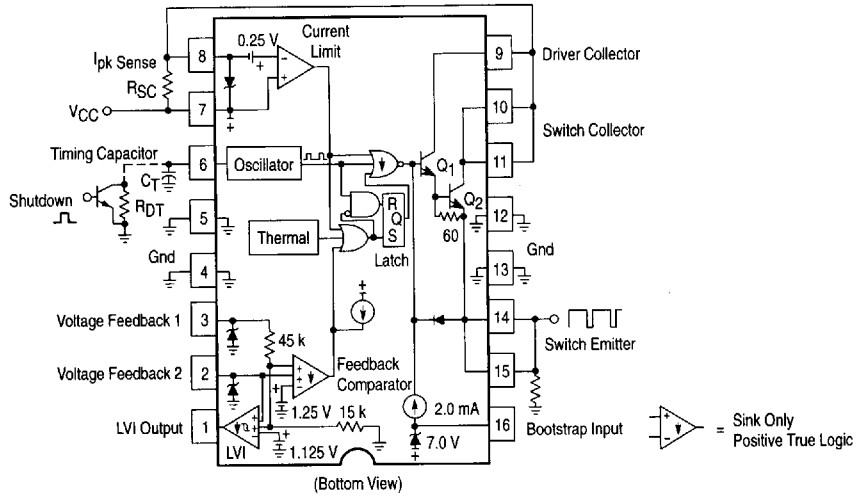 Ipk Sense
RSC
VCC
Timing Capacitor
CT
Shutdown
RDT
Gnd
Voltage Feedback 1
Voltage Feedback 2
LVI Output
8
7
6
5
4
3
2
1
0.25 V
Current
Limit
+
−
+
+
Oscillator
Thermal
R
Q
S
Latch
Q1
Q2
60
+
45 k
Feedback
Comparator
+
+
−
+
1.25 V
15 k
+
1.125 V
LVI
2.0 mA
7.0 V
+
9
10
11
12
13
14
15
16
Driver Collector
Switch Collector
Gnd
Switch Emitter
Bootstrap Input
+
−
= Sink Only
Positive True Logic
(Bottom View)